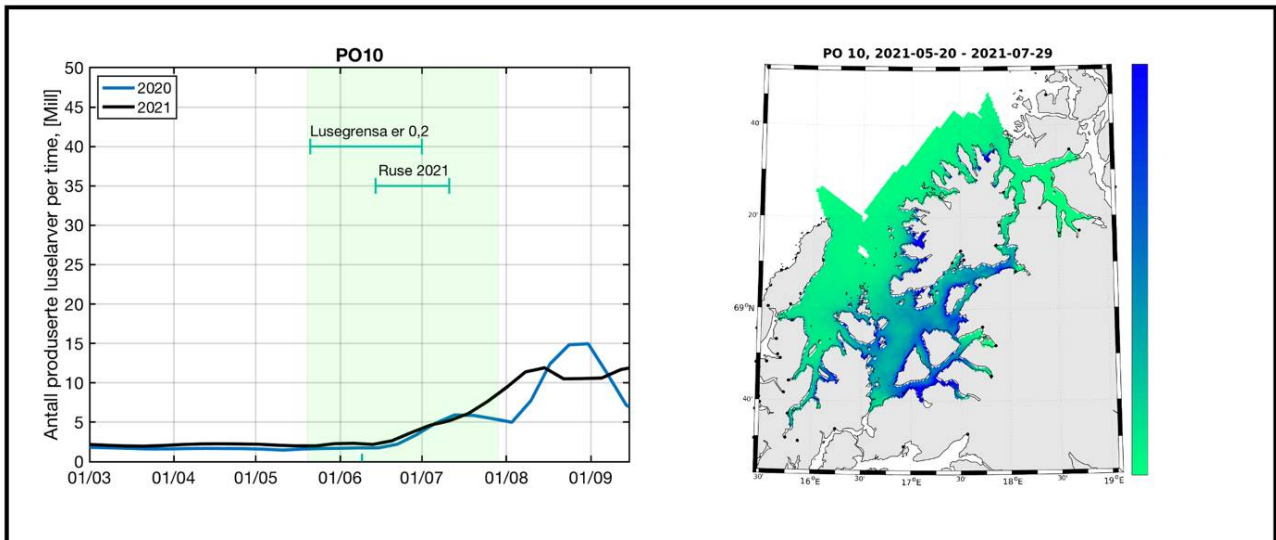 PO10
Antall produserte luselarver per time, [Mill]
50
45
40
35
30
25
20
15
10
5
0
2020
2021
Lusegrensa er 0,2
Ruse 2021
01/03
01/04
01/05
01/06
01/07
01/08
01/09
PO 10, 2021-05-20 - 2021-07-29
40'
20'
69°N
40'
30'
16°E
30'
17°E
30'
18°E
30'
19°E